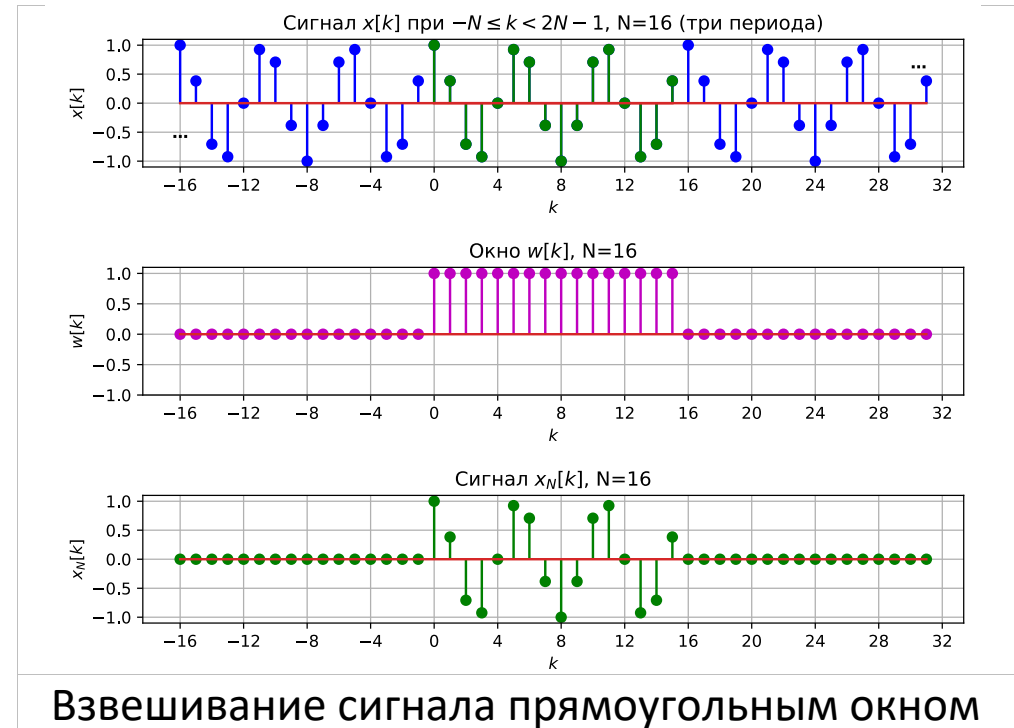 Сигнал x[k] при −N ≤ k < 2N − 1, N=16 (три периода)
1.0
0.5
0.0
−0.5
−1.0
x[k]
...
...
−16 −12 −8 −4 0 4 8 12 16 20 24 28 32
k
Окно w[k], N=16
1.0
0.5
0.0
−0.5
−1.0
w[k]
−16 −12 −8 −4 0 4 8 12 16 20 24 28 32
k
Сигнал x_N[k], N=16
1.0
0.5
0.0
−0.5
−1.0
x_N[k]
−16 −12 −8 −4 0 4 8 12 16 20 24 28 32
k
Взвешивание сигнала прямоугольным окном